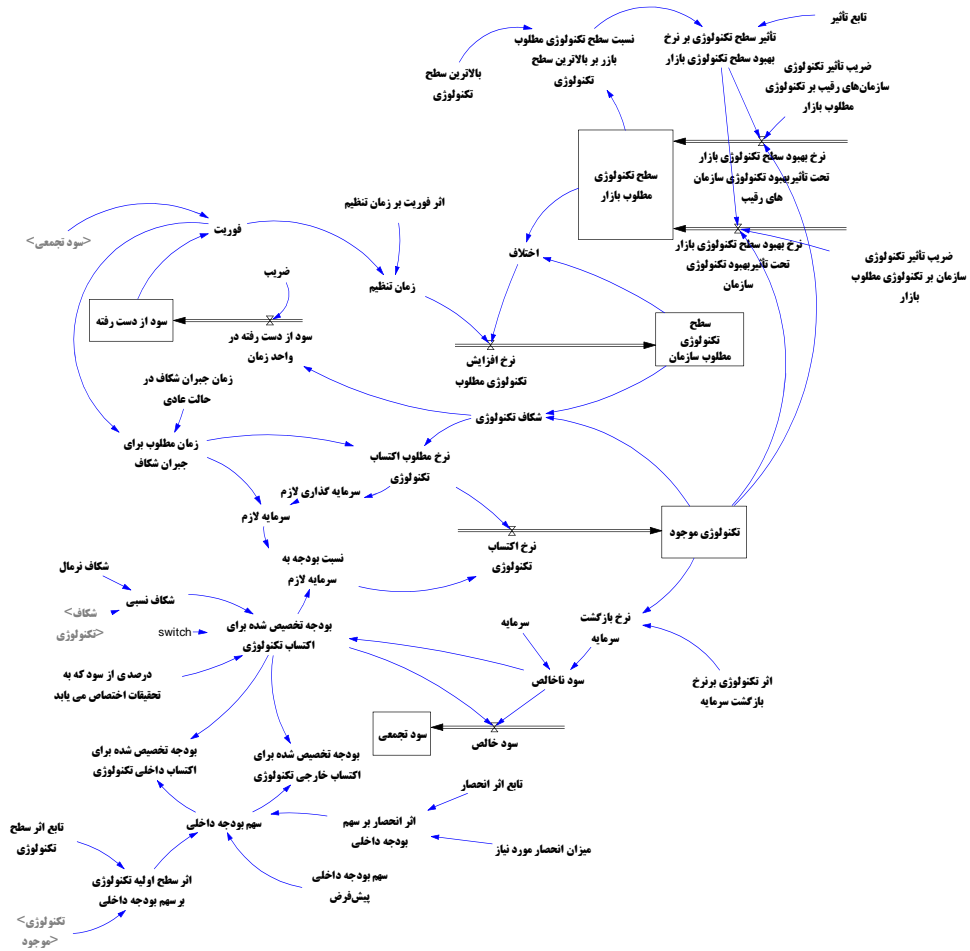 تابع تأثیر
تأثیر سطح تکنولوژی بر نرخ
بهبود سطح تکنولوژی بازار
نسبت سطح تکنولوژی مطلوب
بازر بر بالاترین سطح
تکنولوژی
بالاترین سطح
تکنولوژی
ضریب تأثیر تکنولوژی
سازمان‌های رقیب بر تکنولوژی
مطلوب بازار
سطح تکنولوژی
مطلوب بازار
نرخ بهبود سطح تکنولوژی بازار
تحت تأثیربهبود تکنولوژی سازمان
های رقیب
نرخ بهبود سطح تکنولوژی بازار
تحت تأثیربهبود تکنولوژی
سازمان
ضریب تأثیر تکنولوژی
سازمان بر تکنولوژی مطلوب
بازار
اثر فوریت بر زمان تنظیم
فوریت
<سود تجمعی>
اختلاف
ضریب
زمان تنظیم
سود از دست رفته
سود از دست رفته در
واحد زمان
سطح
تکنولوژی
مطلوب سازمان
نرخ افزایش
تکنولوژی مطلوب
زمان جبران شکاف در
حالت عادی
شکاف تکنولوژی
زمان مطلوب برای
جبران شکاف
نرخ مطلوب اکتساب
تکنولوژی
سرمایه گذاری لازم
سرمایه لازم
تکنولوژی موجود
نرخ اکتساب
تکنولوژی
نسبت بودجه به
سرمایه لازم
شکاف نرمال
شکاف نسبی
<شکاف
تکنولوژی>
switch
بودجه تخصیص شده برای
اکتساب تکنولوژی
سرمایه
نرخ بازگشت
سرمایه
درصدی از سود که به
تحقیقات اختصاص می یابد
سود ناخالص
اثر تکنولوژی برنرخ
بازگشت سرمایه
سود تجمعی
سود خالص
بودجه تخصیص شده برای
اکتساب خارجی تکنولوژی
بودجه تخصیص شده برای
اکتساب داخلی تکنولوژی
تابع اثر انحصار
اثر انحصار بر سهم
بودجه داخلی
سهم بودجه داخلی
تابع اثر سطح
تکنولوژی
میزان انحصار مورد نیاز
سهم بودجه داخلی
پیش‌فرض
اثر سطح اولیه تکنولوژی
بر سهم بودجه داخلی
<تکنولوژی
موجود>